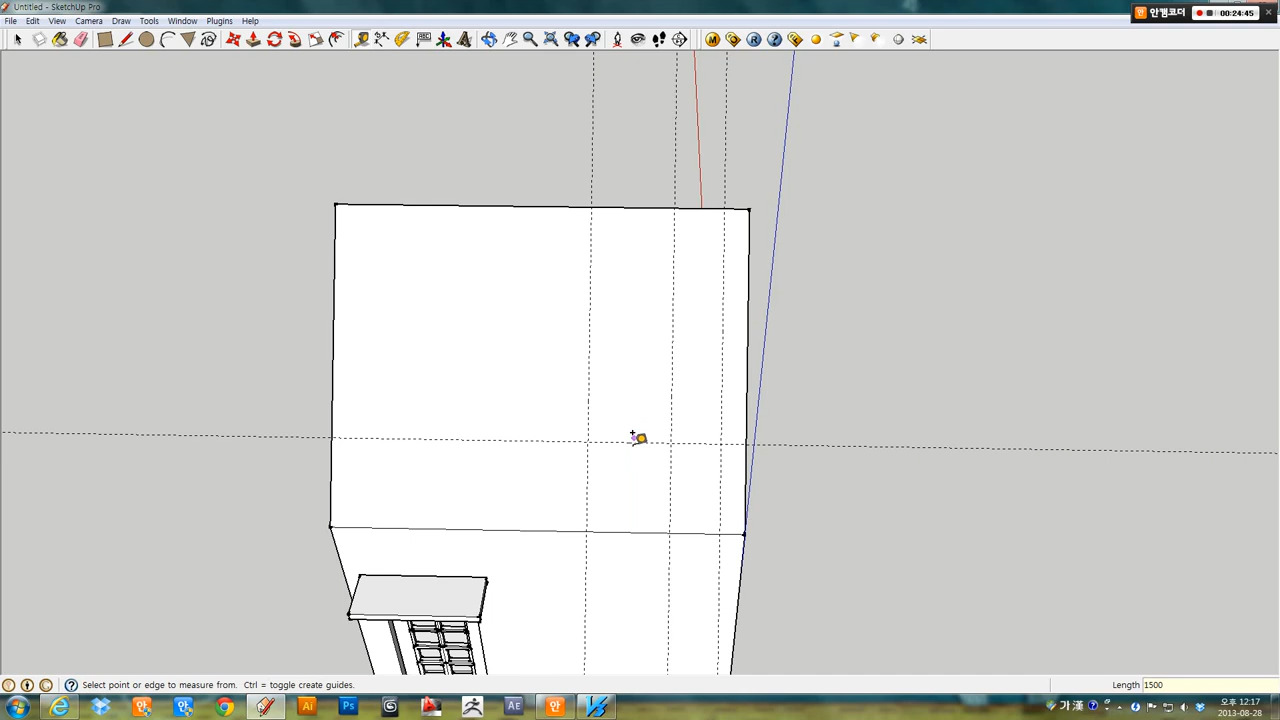 Untitled - SketchUp Pro
안캠코더 00:24:45
File Edit View Camera Draw Tools Window Plugins Help
Select point or edge to measure from. Ctrl = toggle create guides.
Length 1500
오후 12:17
2013-08-28